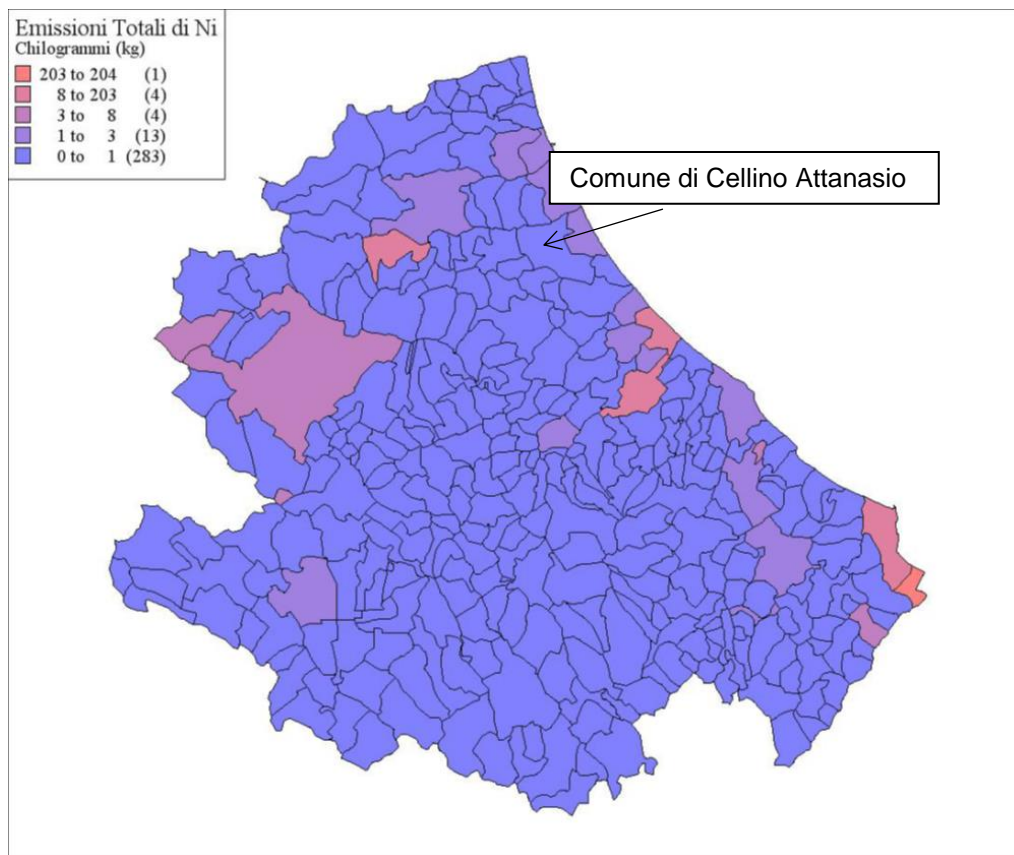 Emissioni Totali di Ni
Chilogrammi (kg)
203 to 204 (1)
8 to 203 (4)
3 to 8 (4)
1 to 3 (13)
0 to 1 (283)
Comune di Cellino Attanasio